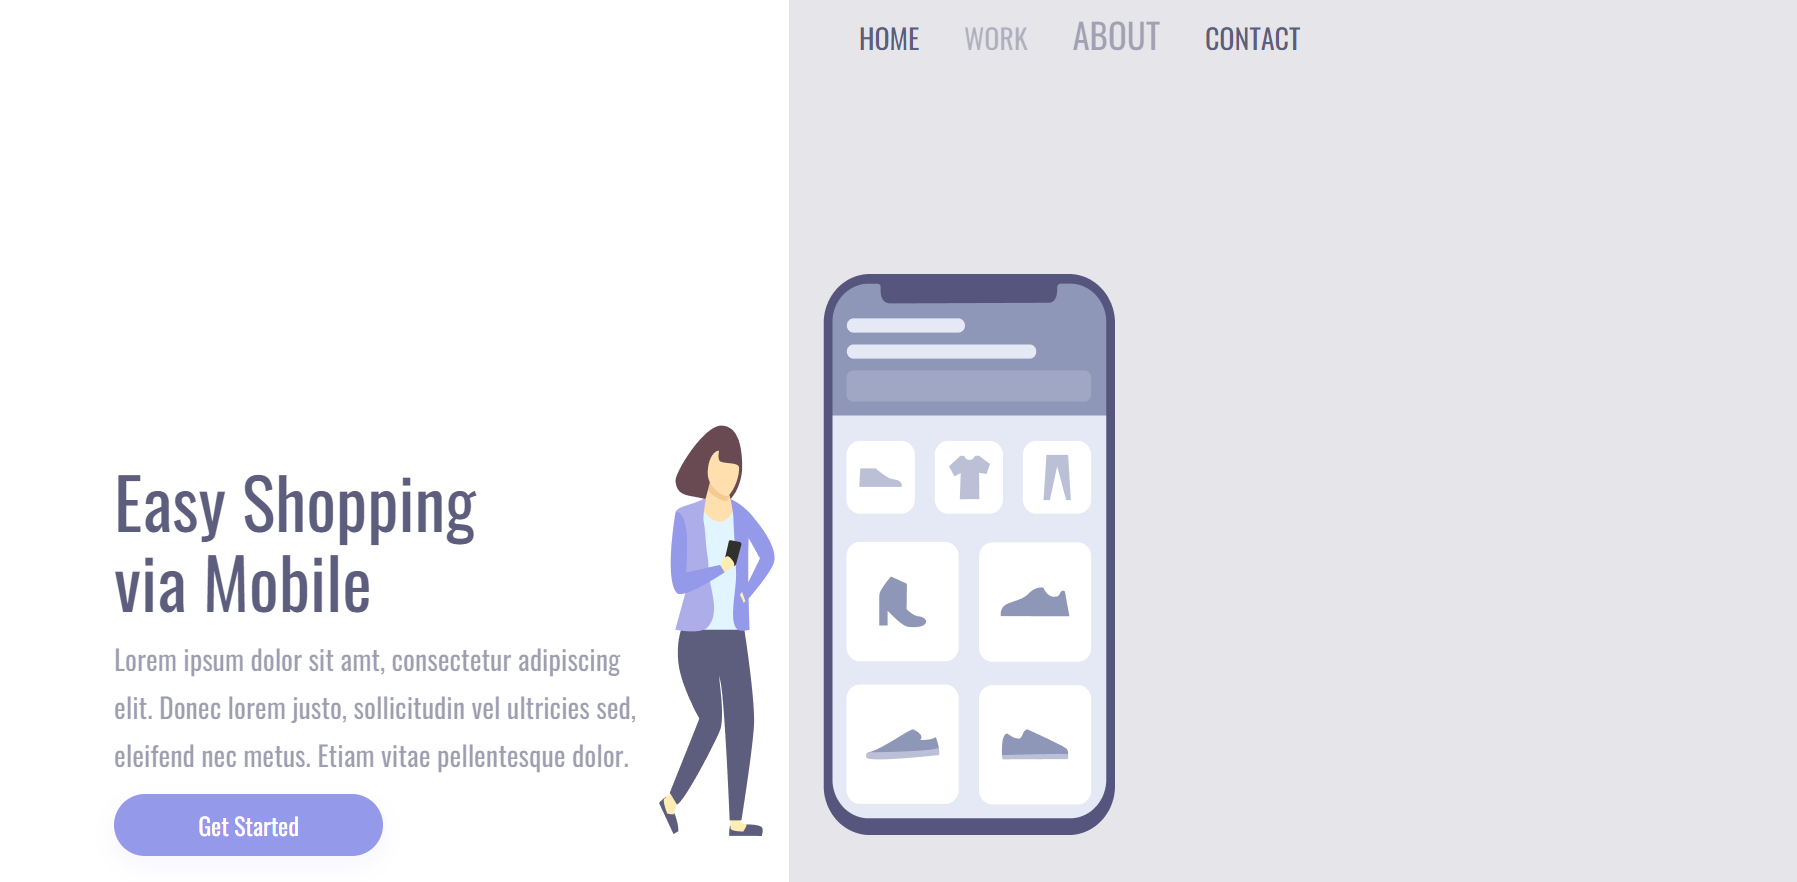 HOME WORK ABOUT CONTACT
Easy Shopping
via Mobile
Lorem ipsum dolor sit amt, consectetur adipiscing
elit. Donec lorem justo, sollicitudin vel ultricies sed,
eleifend nec metus. Etiam vitae pellentesque dolor.
Get Started